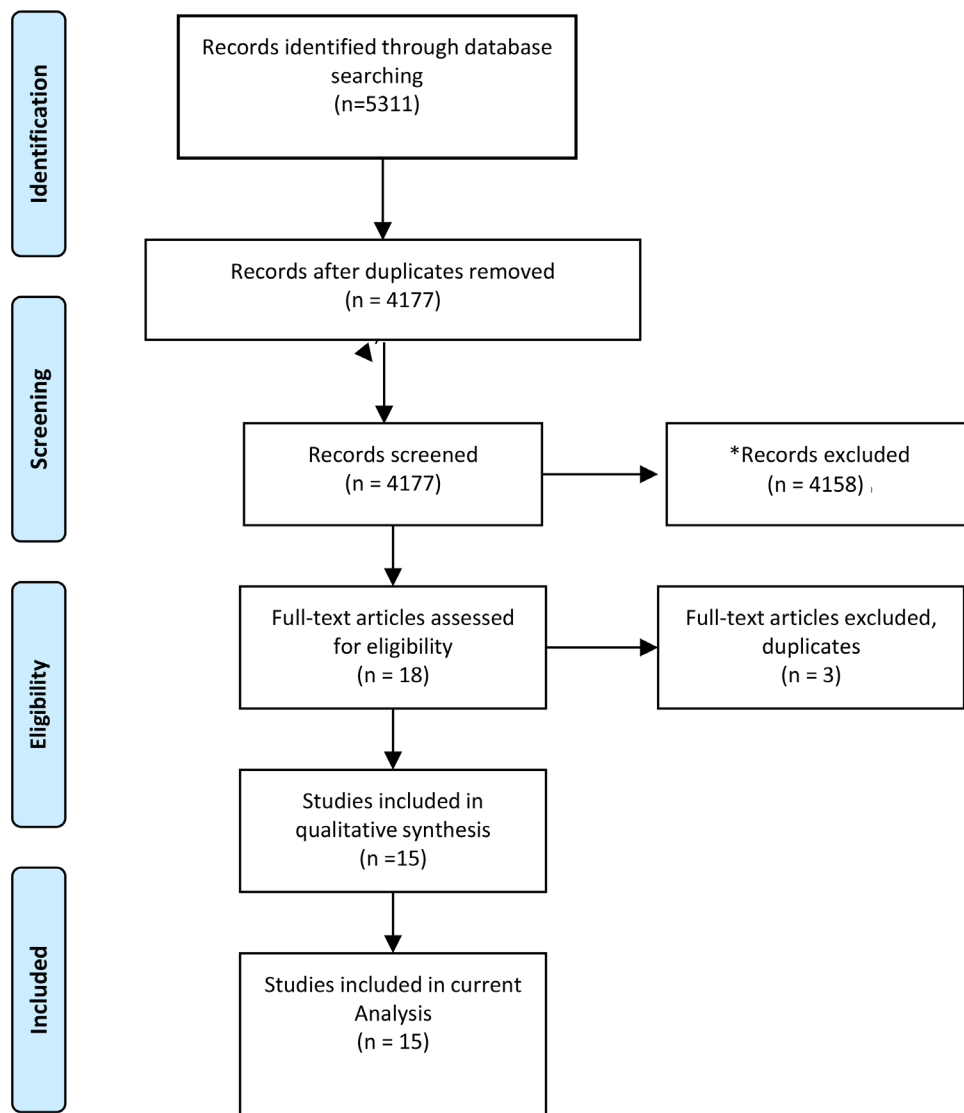 Identification
Records identified through database
searching
(n=5311)
Records after duplicates removed
(n = 4177)
Screening
Records screened
(n = 4177)
*Records excluded
(n = 4158)
Eligibility
Full-text articles assessed
for eligibility
(n = 18)
Full-text articles excluded,
duplicates
(n = 3)
Studies included in
qualitative synthesis
(n =15)
Included
Studies included in current
Analysis
(n = 15)